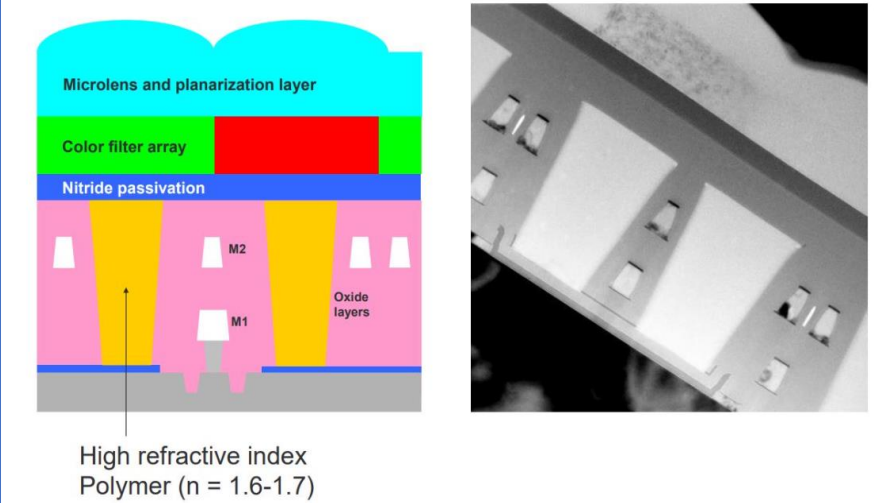 Microlens and planarization layer
Color filter array
Nitride passivation
M2
Oxide
layers
M1
High refractive index
Polymer (n = 1.6-1.7)